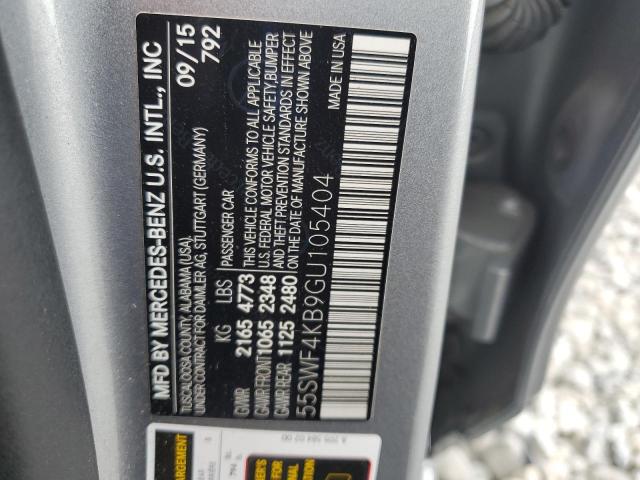 MFD BY MERCEDES-BENZ U.S. INTL., INC
TUSCALOOSA COUNTY, ALABAMA (USA)
UNDER CONTRACT FOR DAIMLER AG, STUTTGART (GERMANY)
09/15
792
KG LBS PASSENGER CAR
GVWR 2165 4773
GWR FRONT 1065 2348
GWR REAR 1125 2480
THIS VEHICLE CONFORMS TO ALL APPLICABLE
U.S. FEDERAL MOTOR VEHICLE SAFETY, BUMPER
AND THEFT PREVENTION STANDARDS IN EFFECT
ON THE DATE OF MANUFACTURE SHOWN ABOVE
55SWF4KB9GU105404
MADE IN USA